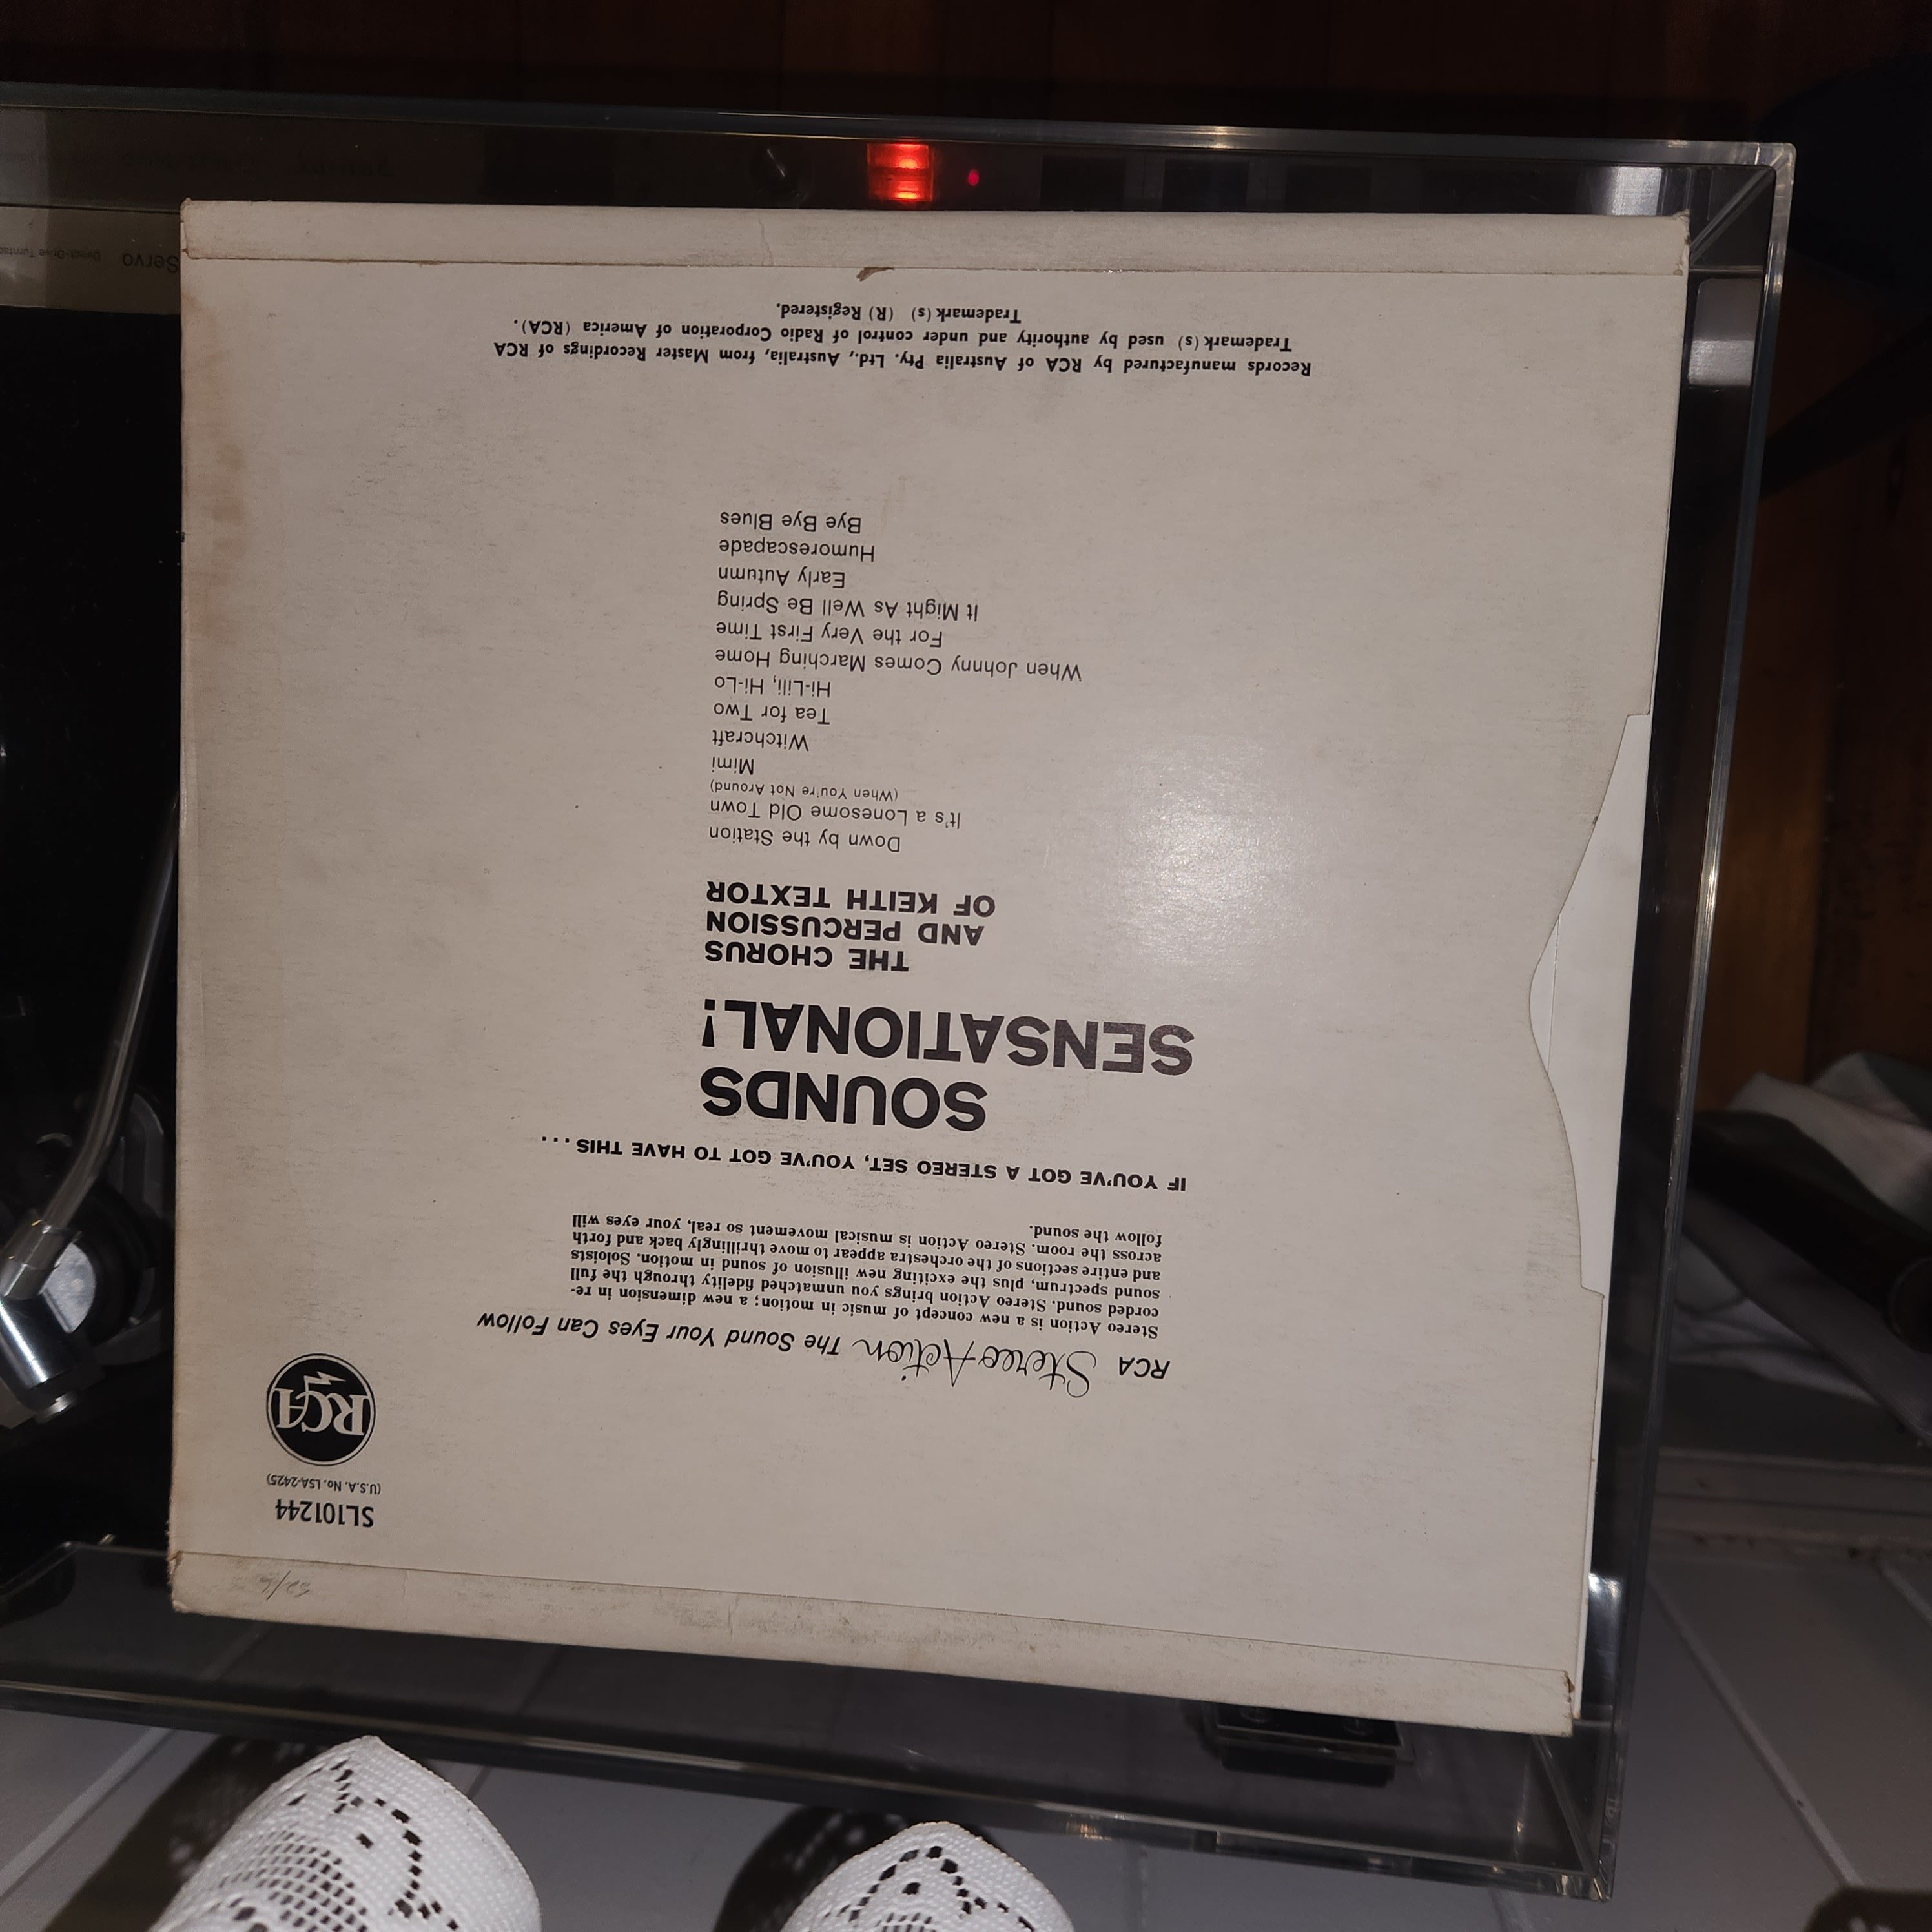 SL101244
(U.S.A. No. LSA-2425)
RCA
RCA Stereo Action The Sound Your Eyes Can Follow
Stereo Action is a new concept of music in motion; a new dimension in re-
corded sound. Stereo Action brings you unmatched fidelity through the full
sound spectrum, plus the exciting new illusion of sound in motion. Soloists
and entire sections of the orchestra appear to move thrillingly back and forth
across the room. Stereo Action is musical movement so real, your eyes will
follow the sound.
IF YOU'VE GOT A STEREO SET, YOU'VE GOT TO HAVE THIS...
SOUNDS
SENSATIONAL!
THE CHORUS
AND PERCUSSION
OF KEITH TEXTOR
Down by the Station
It's a Lonesome Old Town
(When You're Not Around)
Mimi
Witchcraft
Tea for Two
Hi-Lili, Hi-Lo
When Johnny Comes Marching Home
For the Very First Time
It Might As Well Be Spring
Early Autumn
Humorescapade
Bye Bye Blues
Records manufactured by RCA of Australia Pty. Ltd., Australia, from Master Recordings of RCA
Trademark(s) used by authority and under control of Radio Corporation of America (RCA).
Trademark(s) (R) Registered.
52/6
Servo Direct-Drive